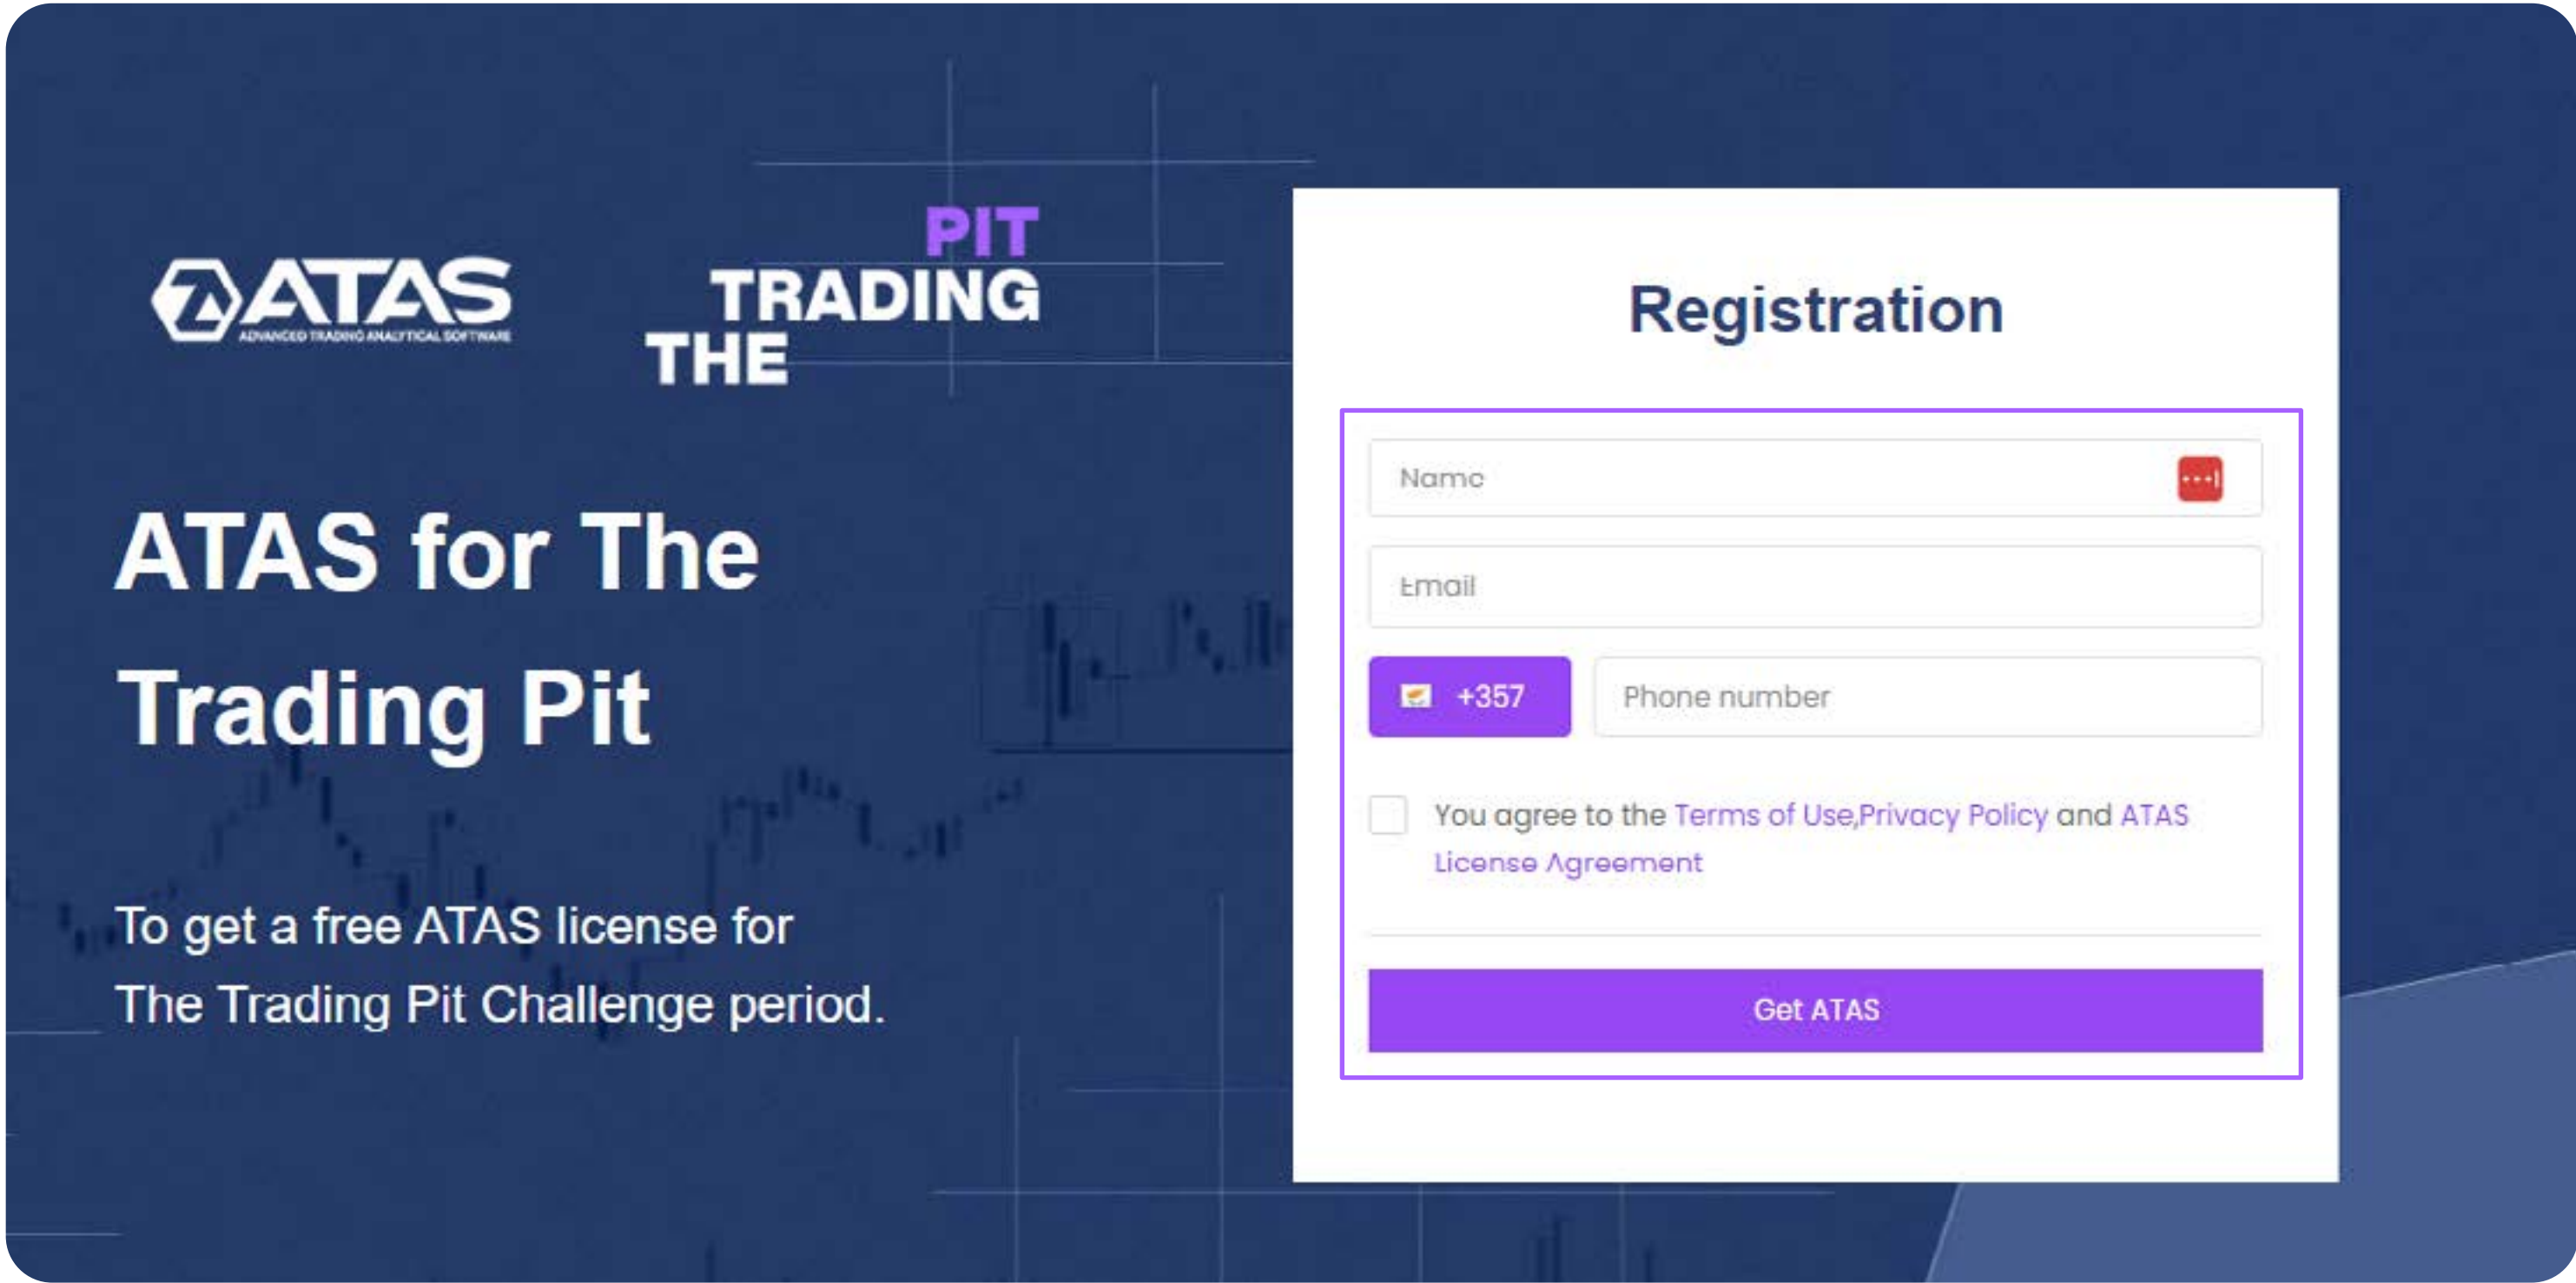 ATAS
ADVANCED TRADING ANALYTICAL SOFTWARE
PIT
TRADING
THE
ATAS for The
Trading Pit
To get a free ATAS license for
The Trading Pit Challenge period.
Registration
Name
Email
+357
Phone number
You agree to the Terms of Use,Privacy Policy and ATAS
License Agreement
Get ATAS